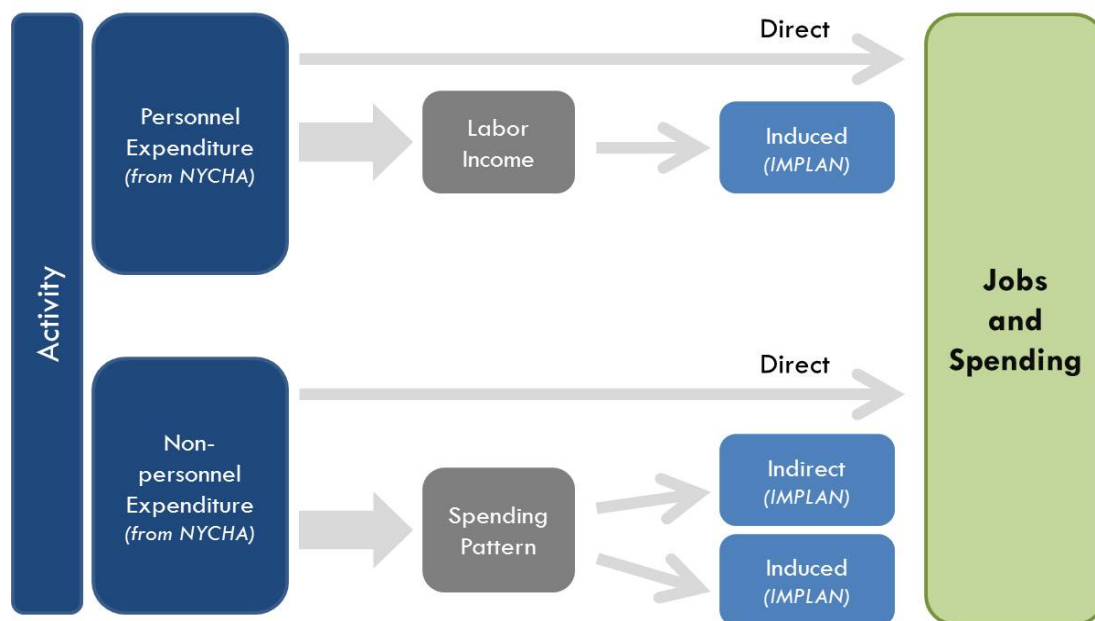 Activity
Personnel
Expenditure
(from NYCHA)
Direct
Labor
Income
Induced
(IMPLAN)
Non-
personnel
Expenditure
(from NYCHA)
Direct
Spending
Pattern
Indirect
(IMPLAN)
Induced
(IMPLAN)
Jobs
and
Spending